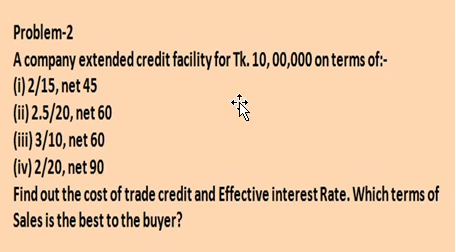 Problem-2
A company extended credit facility for Tk. 10, 00,000 on terms of:-
(i) 2/15, net 45
(ii) 2.5/20, net 60
(iii) 3/10, net 60
(iv) 2/20, net 90
Find out the cost of trade credit and Effective interest Rate. Which terms of
Sales is the best to the buyer?